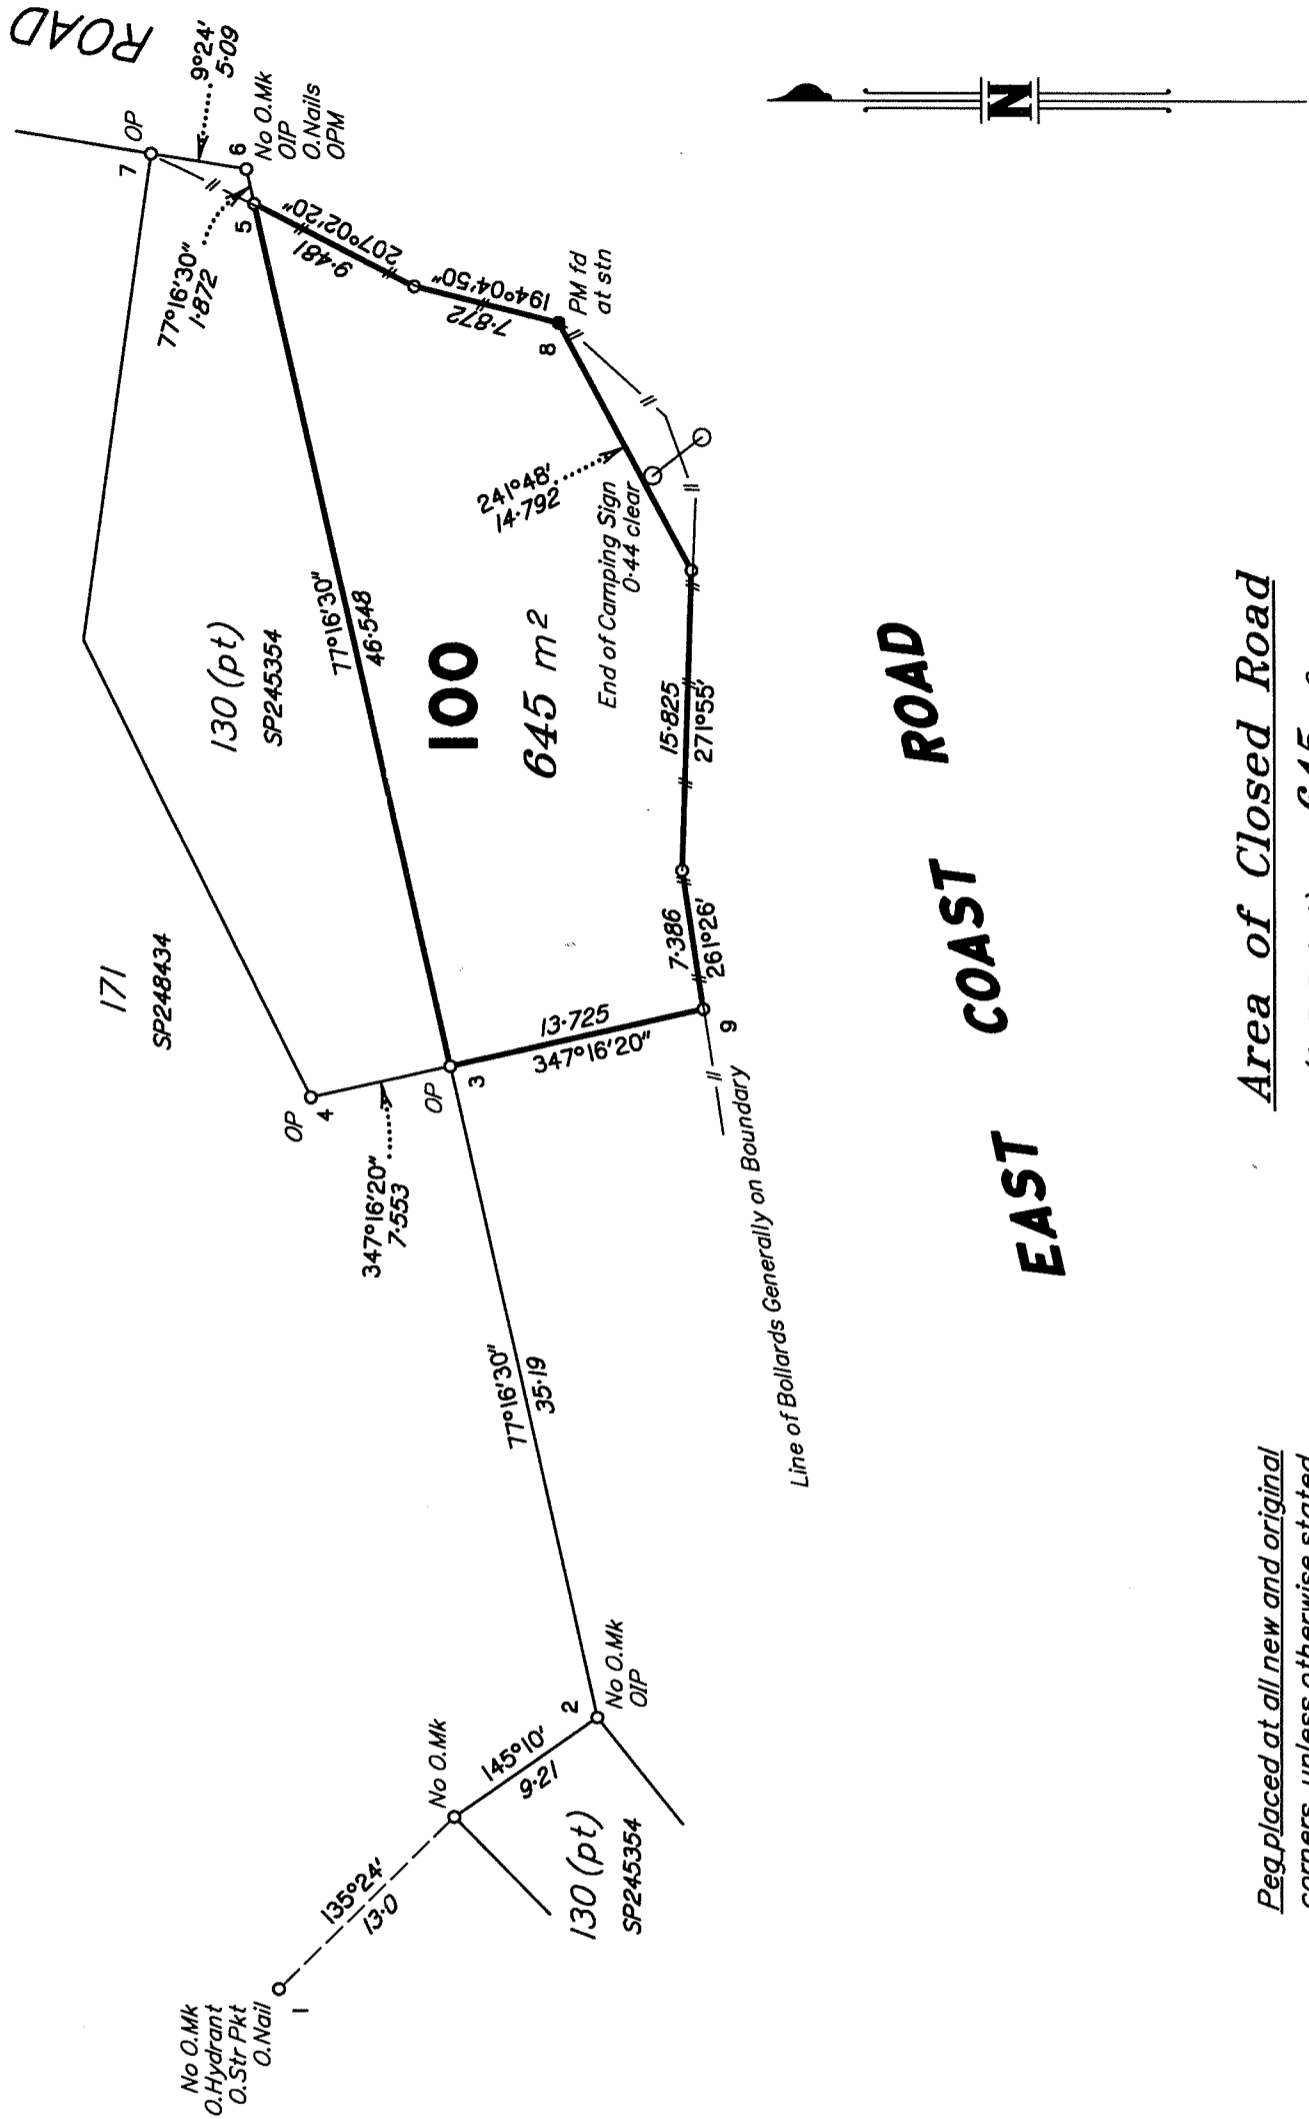 ROAD
9°24'
5·09
OP
7
6
No O.Mk
OIP
O.Nails
OPM
77°16'30"
1·872
5
207°02'20"
9·481
194°04'50"
7·872
8
PM fd
at stn
241°48'
14·792
End of Camping Sign
0·44 clear
171
SP248434
130 (pt)
SP245354
77°16'30"
46·548
100
645 m²
15·825
271°55'
7·386
261°26'
9
13·725
347°16'20"
OP
4
OP
3
347°16'20"
7·553
77°16'30"
35·19
Line of Bollards Generally on Boundary
EAST COAST ROAD
2
No O.Mk
OIP
No O.Mk
145°10'
9·21
130 (pt)
SP245354
135°24'
13·0
No O.Mk
O.Hydrant
O.Str Pkt
O.Nail
1
N
Area of Closed Road
645
Peg placed at all new and original
corners, unless otherwise stated